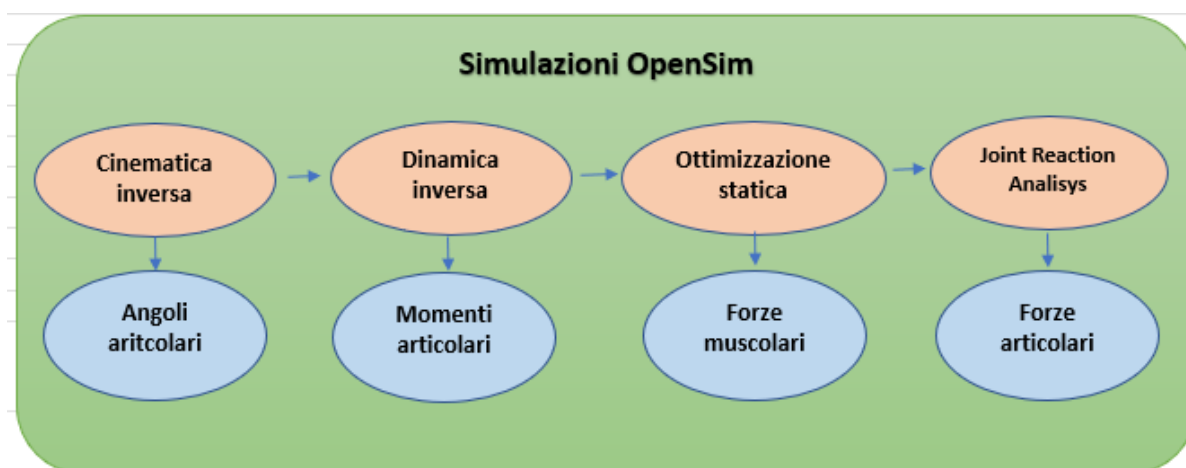 Simulazioni OpenSim
Cinematica
inversa
Dinamica
inversa
Ottimizzazione
statica
Joint Reaction
Analisys
Angoli
aritcolari
Momenti
articolari
Forze
muscolari
Forze
articolari